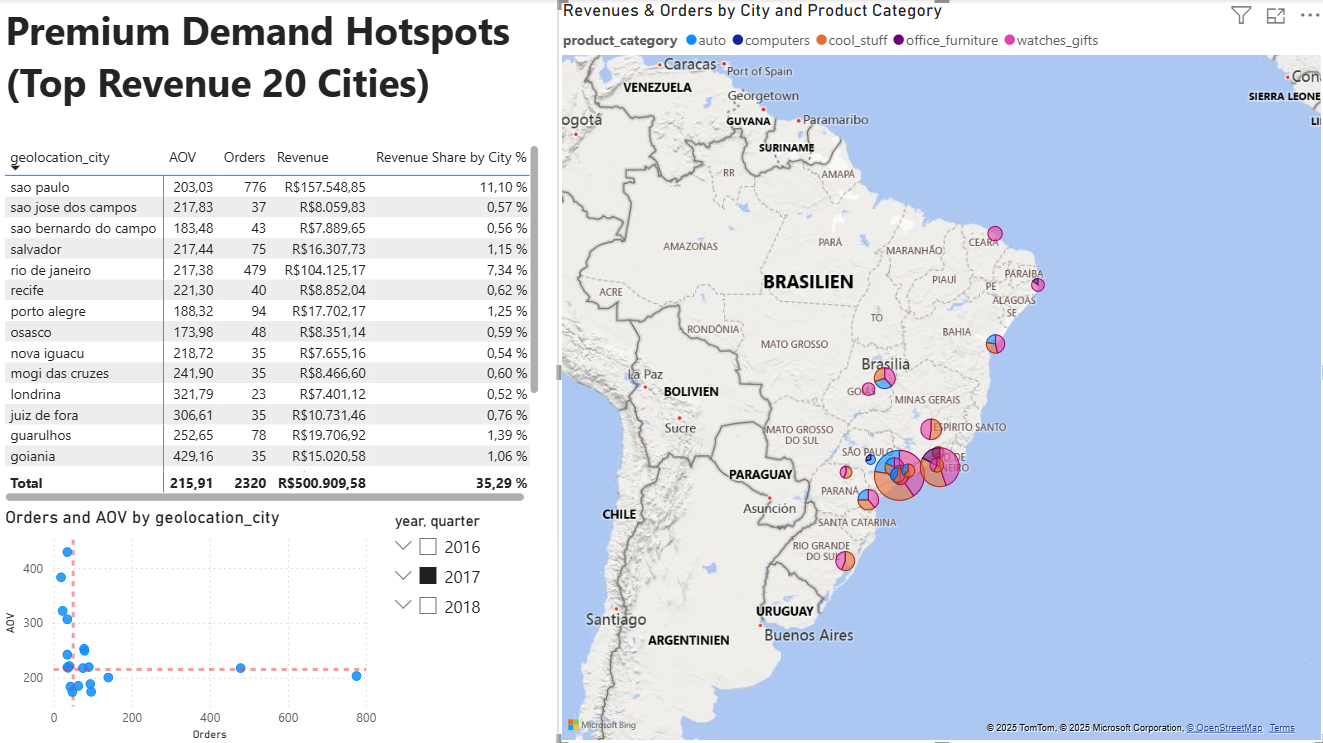 Premium Demand Hotspots
(Top Revenue 20 Cities)
geolocation_city AOV Orders Revenue Revenue Share by City %
sao paulo 203,03 776 R$157.548,85 11,10 %
sao jose dos campos 217,83 37 R$8.059,83 0,57 %
sao bernardo do campo 183,48 43 R$7.889,65 0,56 %
salvador 217,44 75 R$16.307,73 1,15 %
rio de janeiro 217,38 479 R$104.125,17 7,34 %
recife 221,30 40 R$8.852,04 0,62 %
porto alegre 188,32 94 R$17.702,17 1,25 %
osasco 173,98 48 R$8.351,14 0,59 %
nova iguacu 218,72 35 R$7.655,16 0,54 %
mogi das cruzes 241,90 35 R$8.466,60 0,60 %
londrina 321,79 23 R$7.401,12 0,52 %
juiz de fora 306,61 35 R$10.731,46 0,76 %
guarulhos 252,65 78 R$19.706,92 1,39 %
goiania 429,16 35 R$15.020,58 1,06 %
Total 215,91 2320 R$500.909,58 35,29 %
Orders and AOV by geolocation_city
400
300
200
AOV
0 200 400 600 800
Orders
year, quarter
2016
2017
2018
Revenues & Orders by City and Product Category
product_category auto computers cool_stuff office_furniture watches_gifts
Caracas
Port of Spain
VENEZUELA
Georgetown
ogotá
GUYANA
Paramaribo
SURINAME
SIERRA LEONE
Con
LI
RR
AMAPÁ
AMAZONAS
PARÁ
MARANHÃO
CEARÁ
BRASILIEN
PIAUÍ
PARAÍBA
PE
ALAGOAS
SE
ACRE
TO
RONDÔNIA
BAHIA
MATO GROSSO
Brasília
La Paz
BOLIVIEN
MINAS GERAIS
Sucre
MATO GROSSO
DO SUL
ESPÍRITO SANTO
SÃO PAULO
PARAGUAY
PARANÁ
Asunción
CHILE
SANTA CATARINA
RIO GRANDE
DO SUL
URUGUAY
Santiago
Buenos Aires
ARGENTINIEN
Microsoft Bing
© 2025 TomTom, © 2025 Microsoft Corporation, © OpenStreetMap Terms